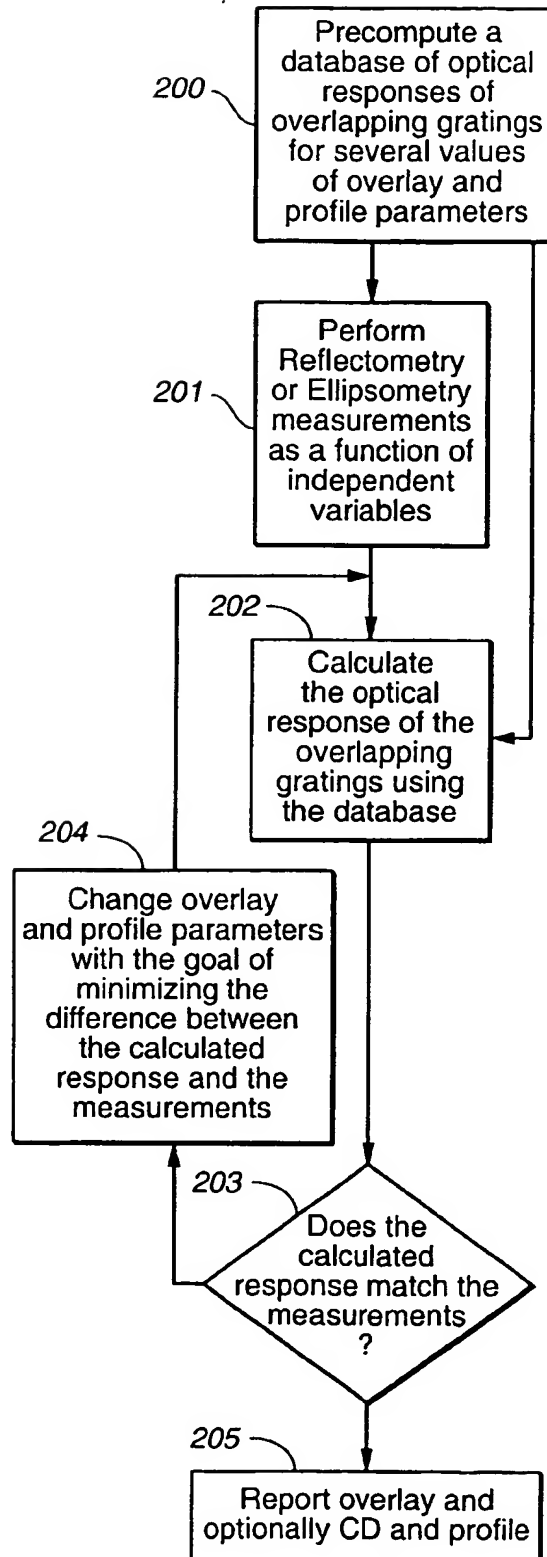 200
Precompute a
database of optical
responses of
overlapping gratings
for several values
of overlay and
profile parameters
201
Perform
Reflectometry
or Ellipsometry
measurements
as a function of
independent
variables
202
Calculate
the optical
response of the
overlapping
gratings using
the database
204
Change overlay
and profile parameters
with the goal of
minimizing the
difference between
the calculated
response and the
measurements
203
Does the
calculated
response match the
measurements
?
205
Report overlay and
optionally CD and profile